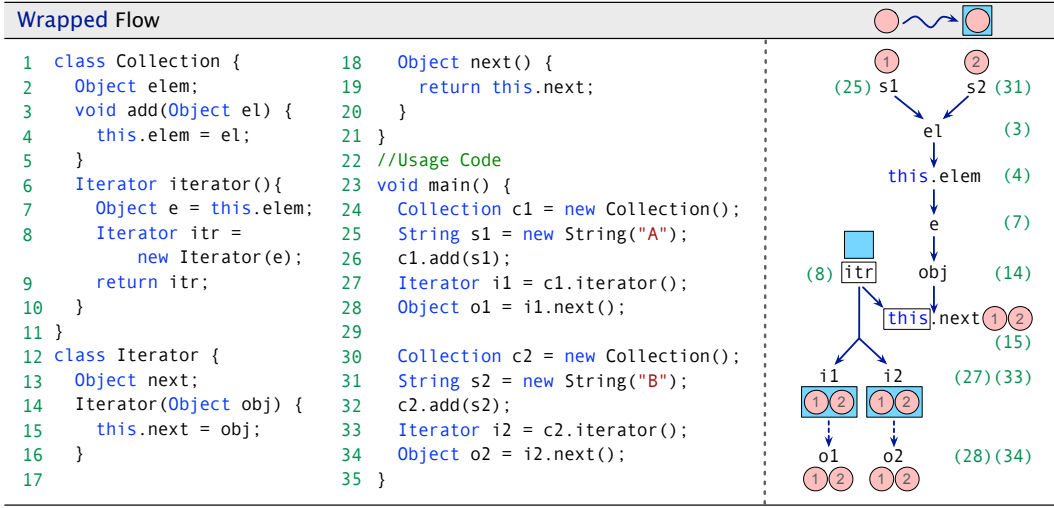 Wrapped Flow
1 class Collection {
2 Object elem;
3 void add(Object el) {
4 this.elem = el;
5 }
6 Iterator iterator(){
7 Object e = this.elem;
8 Iterator itr =
new Iterator(e);
9 return itr;
10 }
11 }
12 class Iterator {
13 Object next;
14 Iterator(Object obj) {
15 this.next = obj;
16 }
17
18 Object next() {
19 return this.next;
20 }
21 }
22 //Usage Code
23 void main() {
24 Collection c1 = new Collection();
25 String s1 = new String("A");
26 c1.add(s1);
27 Iterator i1 = c1.iterator();
28 Object o1 = i1.next();
29
30 Collection c2 = new Collection();
31 String s2 = new String("B");
32 c2.add(s2);
33 Iterator i2 = c2.iterator();
34 Object o2 = i2.next();
35 }
1 2
(25) s1 s2 (31)
el (3)
this.elem (4)
e (7)
(8) itr obj (14)
this.next 1 2
(15)
i1 i2 (27)(33)
1 2 1 2
o1 o2 (28)(34)
1 2 1 2